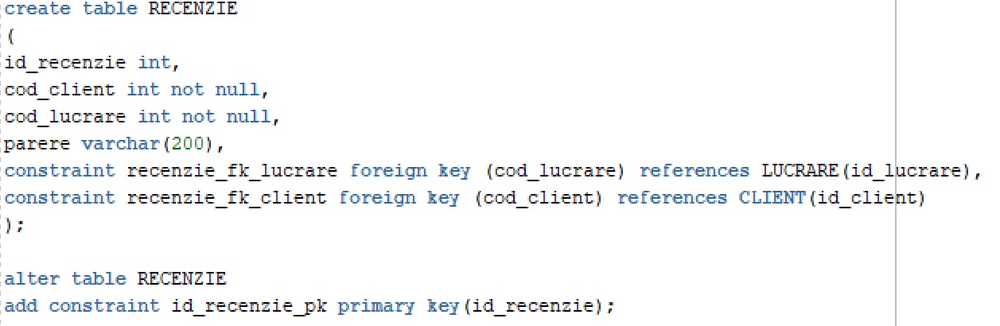 create table RECENZIE
(
id_recenzie int,
cod_client int not null,
cod_lucrare int not null,
parere varchar(200),
constraint recenzie_fk_lucrare foreign key (cod_lucrare) references LUCRARE(id_lucrare),
constraint recenzie_fk_client foreign key (cod_client) references CLIENT(id_client)
);
alter table RECENZIE
add constraint id_recenzie_pk primary key(id_recenzie);